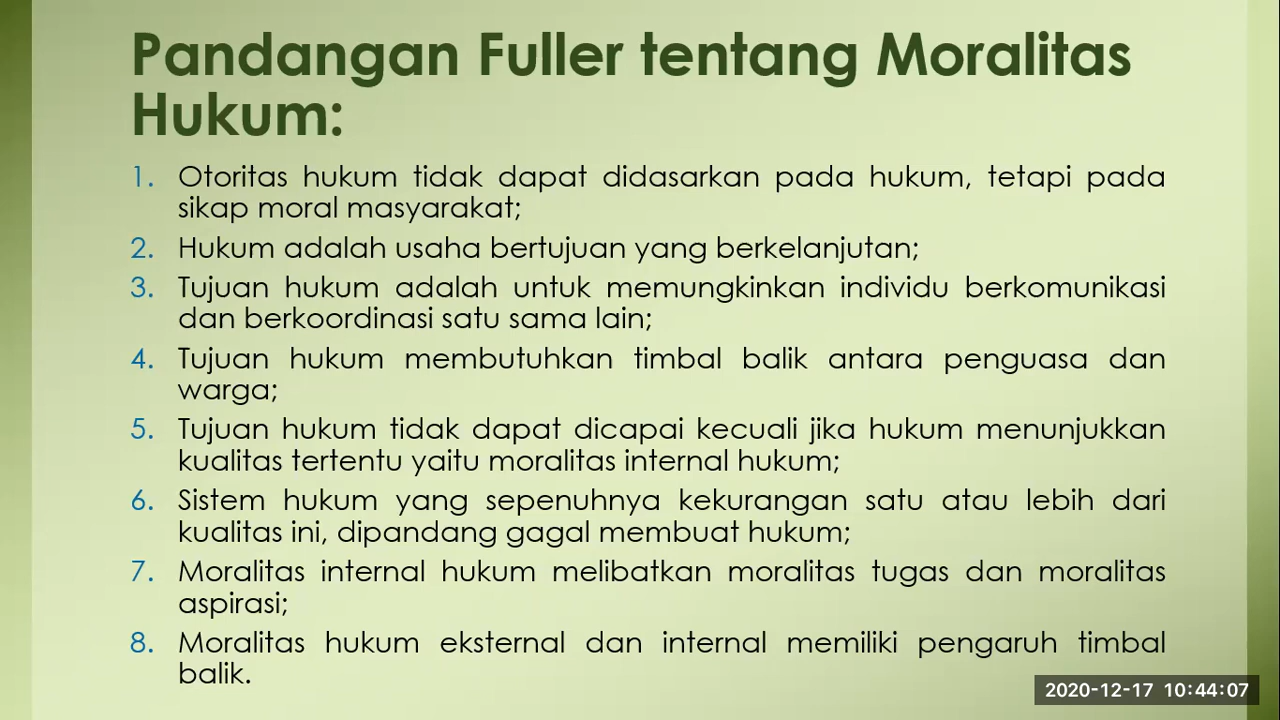 Pandangan Fuller tentang Moralitas
Hukum:
1. Otoritas hukum tidak dapat didasarkan pada hukum, tetapi pada
sikap moral masyarakat;
2. Hukum adalah usaha bertujuan yang berkelanjutan;
3. Tujuan hukum adalah untuk memungkinkan individu berkomunikasi
dan berkoordinasi satu sama lain;
4. Tujuan hukum membutuhkan timbal balik antara penguasa dan
warga;
5. Tujuan hukum tidak dapat dicapai kecuali jika hukum menunjukkan
kualitas tertentu yaitu moralitas internal hukum;
6. Sistem hukum yang sepenuhnya kekurangan satu atau lebih dari
kualitas ini, dipandang gagal membuat hukum;
7. Moralitas internal hukum melibatkan moralitas tugas dan moralitas
aspirasi;
8. Moralitas hukum eksternal dan internal memiliki pengaruh timbal
balik.
2020-12-17 10:44:07